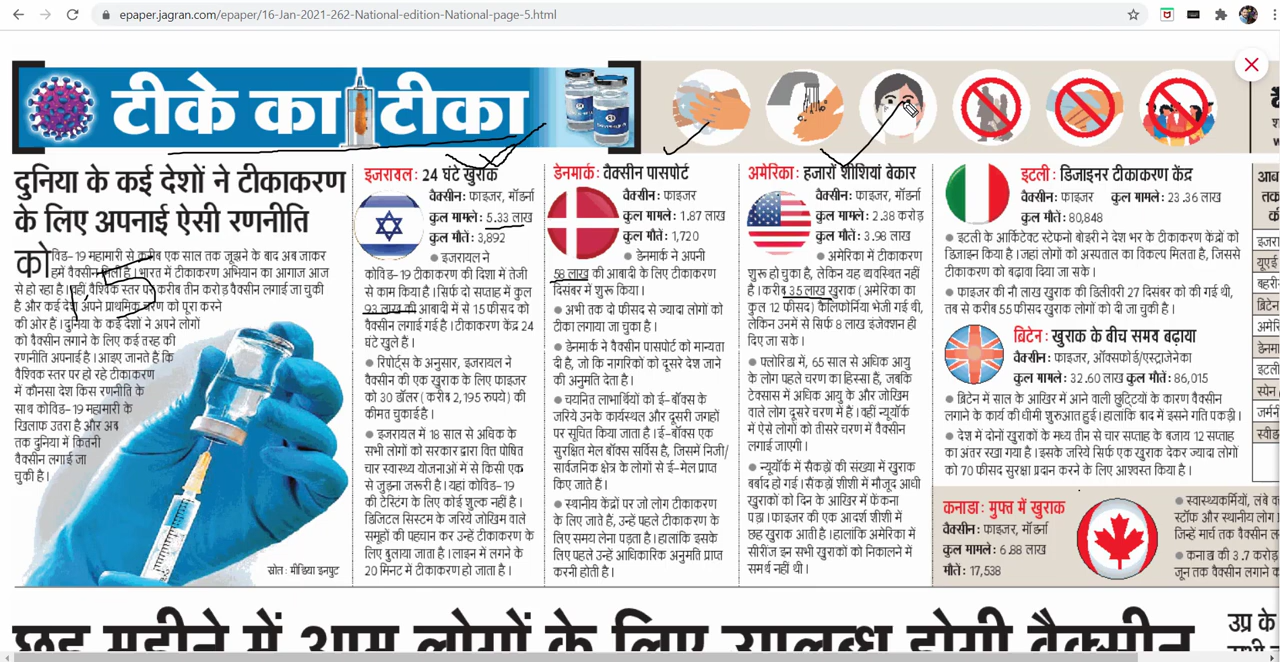 epaper.jagran.com/epaper/16-Jan-2021-262-National-edition-National-page-5.html
टीके का टीका
दुनिया के कई देशों ने टीकाकरण
के लिए अपनाई ऐसी रणनीति
कोविड-19 महामारी से करीब एक साल तक जूझने के बाद अब जाकर
हमें वैक्सीन मिली है। भारत में टीकाकरण अभियान का आगाज आज
से हो रहा है। वहीं, वैश्विक स्तर पर करीब तीन करोड़ वैक्सीन लगाई जा चुकी
है और कई देश अपने प्राथमिक चरण को पूरा करने
की ओर हैं। दुनिया के कई देशों ने अपने लोगों
को वैक्सीन लगाने के लिए कई तरह की
रणनीति अपनाई है। आइए जानते हैं कि
वैश्विक स्तर पर हो रहे टीकाकरण
में कौनसा देश किस रणनीति के
साथ कोविड-19 महामारी के
खिलाफ उतरा है और अब
तक दुनिया में कितनी
वैक्सीन लगाई जा
चुकी है।
स्रोत: मीडिया इनपुट
इजरायल: 24 घंटे खुराक
वैक्सीन: फाइजर, मॉडर्ना
कुल मामले: 5.33 लाख
कुल मौतें: 3,892
● इजरायल ने
कोविड-19 टीकाकरण की दिशा में तेजी
से काम किया है। सिर्फ दो सप्ताह में कुल
93 लाख की आबादी में से 15 फीसद को
वैक्सीन लगाई गई है। टीकाकरण केंद्र 24
घंटे खुले हैं।
● रिपोर्ट्स के अनुसार, इजरायल ने
वैक्सीन की एक खुराक के लिए फाइजर
को 30 डॉलर (करीब 2,195 रुपये) की
कीमत चुकाई है।
● इजरायल में 18 साल से अधिक के
सभी लोगों को सरकार द्वारा वित्त पोषित
चार स्वास्थ्य योजनाओं में से किसी एक
से जुड़ना जरूरी है। यहां कोविड-19
की टेस्टिंग के लिए कोई शुल्क नहीं है।
डिजिटल सिस्टम के जरिये जोखिम वाले
समूहों की पहचान कर उन्हें टीकाकरण के
लिए बुलाया जाता है। लाइन में लगने के
20 मिनट में टीकाकरण हो जाता है।
डेनमार्क: वैक्सीन पासपोर्ट
वैक्सीन: फाइजर
कुल मामले: 1.87 लाख
कुल मौतें: 1,720
● डेनमार्क ने अपनी
58 लाख की आबादी के लिए टीकाकरण
दिसंबर में शुरू किया।
● अभी तक दो फीसद से ज्यादा लोगों को
टीका लगाया जा चुका है।
● डेनमार्क ने वैक्सीन पासपोर्ट को मान्यता
दी है, जो कि नागरिकों को दूसरे देश जाने
की अनुमति देता है।
● चयनित लाभार्थियों को ई-बॉक्स के
जरिये उनके कार्यस्थल और दूसरी जगहों
पर सूचित किया जाता है। ई-बॉक्स एक
सुरक्षित मेल बॉक्स सर्विस है, जिसमें निजी/
सार्वजनिक क्षेत्र के लोगों से ई-मेल प्राप्त
किए जाते हैं।
● स्थानीय केंद्रों पर जो लोग टीकाकरण
के लिए जाते हैं, उन्हें पहले टीकाकरण के
लिए समय लेना पड़ता है। हालांकि इसके
लिए पहले उन्हें आधिकारिक अनुमति प्राप्त
करनी होती है।
अमेरिका: हजारों शीशियां बेकार
वैक्सीन: फाइजर, मॉडर्ना
कुल मामले: 2.38 करोड़
कुल मौतें: 3.98 लाख
● अमेरिका में टीकाकरण
शुरू हो चुका है, लेकिन यह व्यवस्थित नहीं
है। करीब 35 लाख खुराक (अमेरिका का
कुल 12 फीसद) कैलिफोर्निया भेजी गई थी,
लेकिन उनमें से सिर्फ 8 लाख इंजेक्शन ही
दिए जा सके।
● फ्लोरिडा में, 65 साल से अधिक आयु
के लोग पहले चरण का हिस्सा हैं, जबकि
टेक्सास में अधिक आयु के और जोखिम
वाले लोग दूसरे चरण में हैं। वहीं न्यूयॉर्क
में ऐसे लोगों को तीसरे चरण में वैक्सीन
लगाई जाएगी।
● न्यूयॉर्क में सैकड़ों की संख्या में खुराक
बर्बाद हो गई। सैंकड़ों शीशी में मौजूद आधी
खुराकों को दिन के आखिर में फेंकना
पड़ा। फाइजर की एक आदर्श शीशी में
छह खुराक आती है। हालांकि अमेरिका में
सीरींज इन सभी खुराकों को निकालने में
समर्थ नहीं थी।
इटली: डिजाइनर टीकाकरण केंद्र
वैक्सीन: फाइजर कुल मामले: 23.36 लाख
कुल मौतें: 80,848
● इटली के आर्किटेक्ट स्टेफनो बोइरी ने देश भर के टीकाकरण केंद्रों को
डिजाइन किया है। जहां लोगों को अस्पताल का विकल्प मिलता है, जिससे
टीकाकरण को बढ़ावा दिया जा सके।
● फाइजर की नौ लाख खुराक की डिलीवरी 27 दिसंबर को की गई थी,
तब से करीब 55 फीसद खुराक लोगों को दी जा चुकी है।
ब्रिटेन: खुराक के बीच समय बढ़ाया
वैक्सीन: फाइजर, ऑक्सफोर्ड/एस्ट्राजेनेका
कुल मामले: 32.60 लाख कुल मौतें: 86,015
● ब्रिटेन में साल के आखिर में आने वाली छुट्टियों के कारण वैक्सीन
लगाने के कार्य की धीमी शुरुआत हुई। हालांकि बाद में इसने गति पकड़ी।
● देश में दोनों खुराकों के मध्य तीन से चार सप्ताह के बजाय 12 सप्ताह
का अंतर रखा गया है। इसके जरिये सिर्फ एक खुराक देकर ज्यादा लोगों
को 70 फीसद सुरक्षा प्रदान करने के लिए आश्वस्त किया है।
कनाडा: मुफ्त में खुराक
वैक्सीन: फाइजर, मॉडर्ना
कुल मामले: 6.88 लाख
मौतें: 17,538
● स्वास्थ्यकर्मियों, लंबे व
स्टॉफ और स्थानीय लोग
जिन्हें मार्च तक वैक्सीन ल
● कनाडा की 3.7 करोड़
जून तक वैक्सीन लगाने क
आब
तक
इजरा
यूएई
बहरी
ब्रिटेन
अमेरि
डेनमा
इटली
स्पेन
जर्मनी
स्वीड
छह महीने में आम लोगों के लिए उपलब्ध होगी वैक्सीन
उप्र के